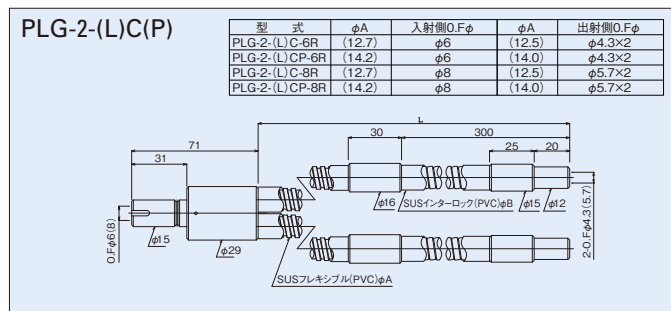 PLG-2-(L)C(P)
型　式 φA 入射側O.Fφ φA 出射側O.Fφ
PLG-2-(L)C-6R (12.7) φ6 (12.5) φ4.3×2
PLG-2-(L)CP-6R (14.2) φ6 (14.0) φ4.3×2
PLG-2-(L)C-8R (12.7) φ8 (12.5) φ5.7×2
PLG-2-(L)CP-8R (14.2) φ8 (14.0) φ5.7×2
L
71
30
300
31
25
20
φ16
SUSインターロック(PVC)φB
φ15
φ12
O.Fφ6(8)
φ15
φ29
2-O.Fφ4.3(5.7)
SUSフレキシブル(PVC)φA